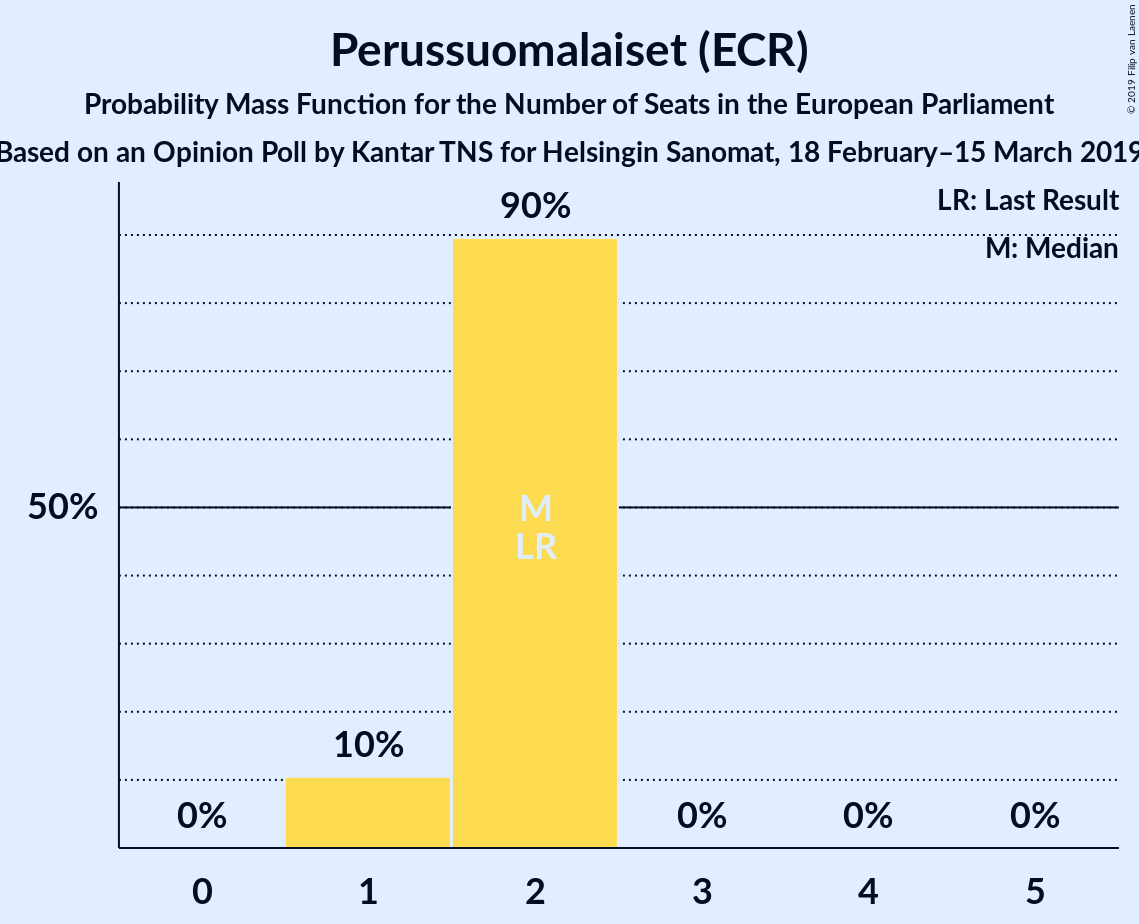 Perussuomalaiset (ECR)
Probability Mass Function for the Number of Seats in the European Parliament
Based on an Opinion Poll by Kantar TNS for Helsingin Sanomat, 18 February–15 March 2019
© 2019 Filip van Laenen
LR: Last Result
M: Median
90%
50%
M
LR
10%
0%
0%
0%
0%
0
1
2
3
4
5